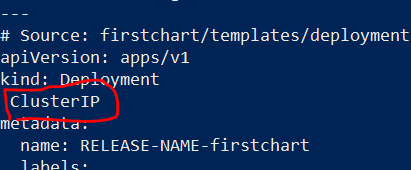 ---
# Source: firstchart/templates/deployment
apiVersion: apps/v1
kind: Deployment
 ClusterIP
metadata:
  name: RELEASE-NAME-firstchart
  labels: